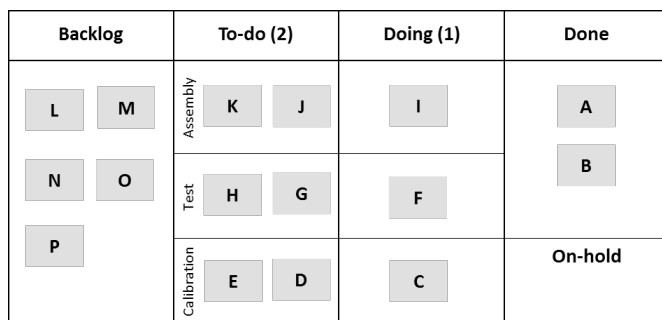 Backlog To-do (2) Doing (1) Done
Assembly
L M K J I A
B
Test
N O H G F
P
On-hold
Calibration
E D C